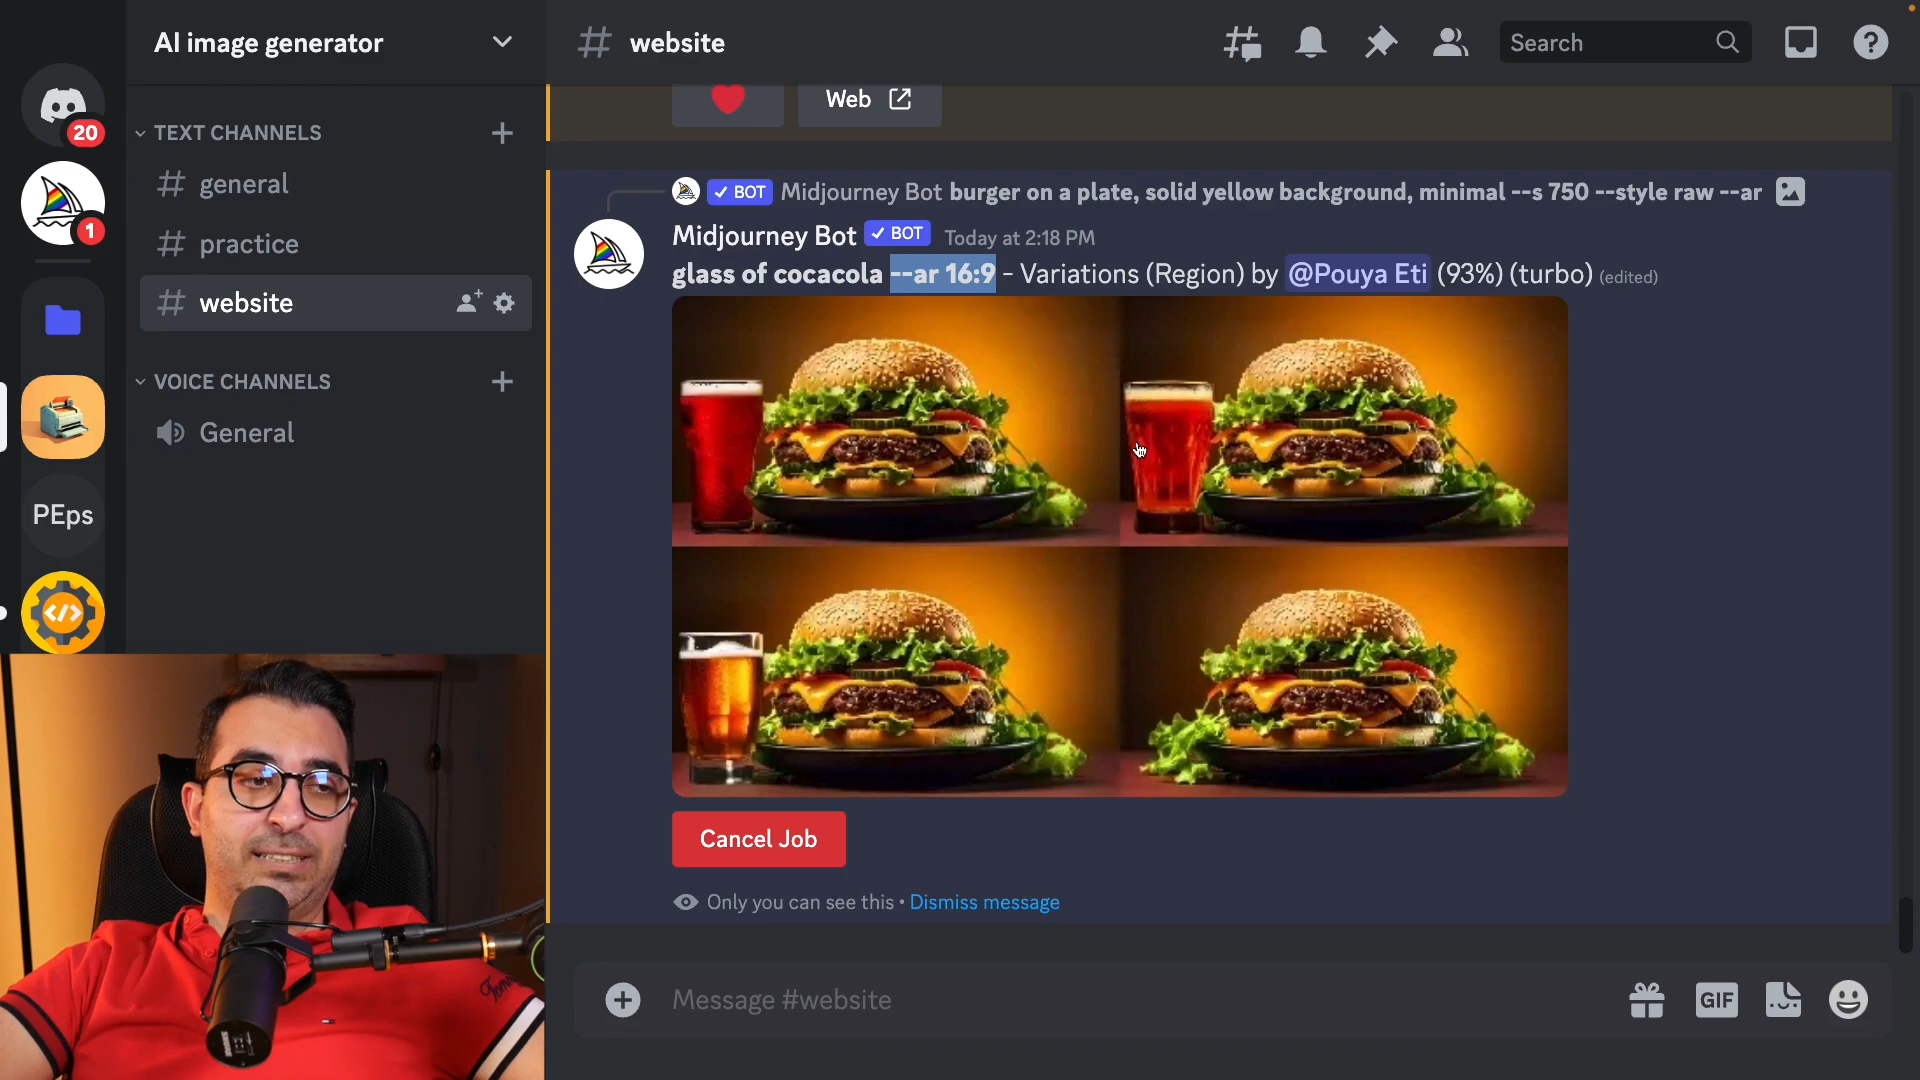 AI image generator
# website
Search
20
1
PEps
TEXT CHANNELS
# general
# practice
# website
VOICE CHANNELS
General
Web
✓ BOT Midjourney Bot burger on a plate, solid yellow background, minimal --s 750 --style raw --ar
Midjourney Bot ✓ BOT Today at 2:18 PM
glass of cocacola --ar 16:9 - Variations (Region) by @Pouya Eti (93%) (turbo) (edited)
Cancel Job
Only you can see this • Dismiss message
Message #website
GIF